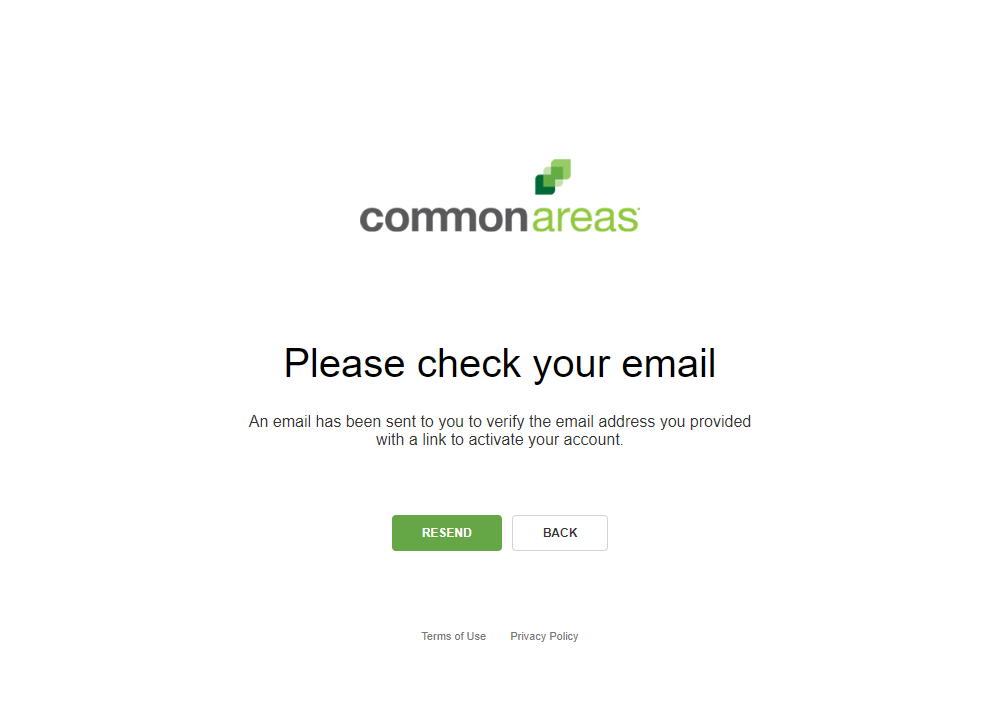 commonareas
Please check your email
An email has been sent to you to verify the email address you provided
with a link to activate your account.
RESEND BACK
Terms of Use Privacy Policy